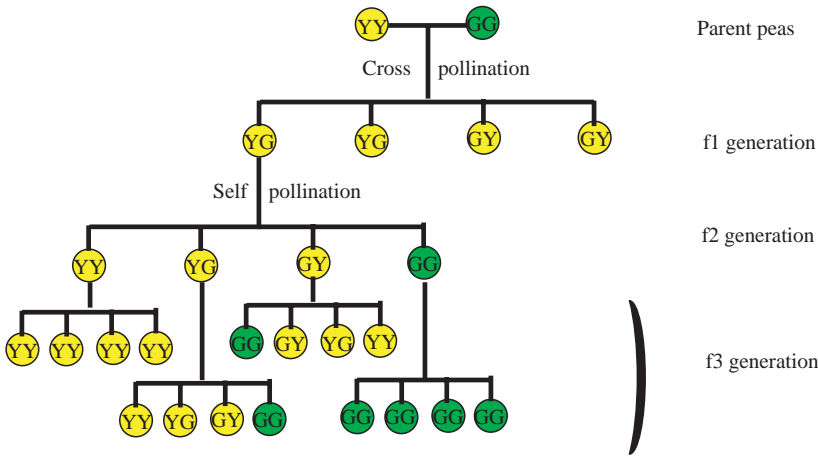 YY GG Parent peas
Cross pollination
YG YG GY GY f1 generation
Self pollination
YY YG GY GG f2 generation
YY YY YY YY GG GY YG YY
f3 generation
YY YG GY GG GG GG GG GG